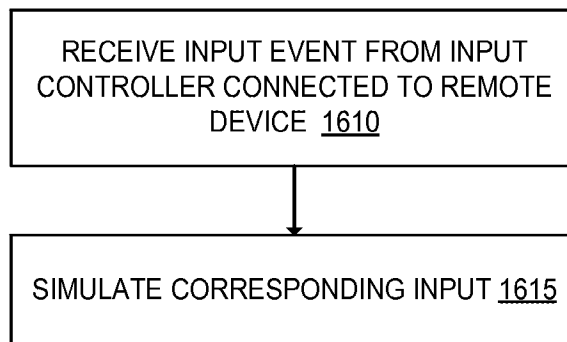 RECEIVE INPUT EVENT FROM INPUT
CONTROLLER CONNECTED TO REMOTE
DEVICE 1610
SIMULATE CORRESPONDING INPUT 1615